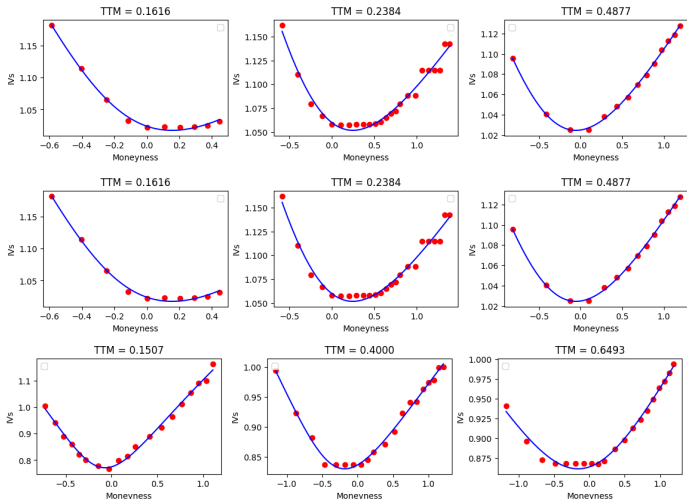 TTM = 0.1616 TTM = 0.2384 TTM = 0.4877
IVs 1.15 1.10 1.05
−0.6 −0.4 −0.2 0.0 0.2 0.4
Moneyness
IVs 1.150 1.125 1.100 1.075 1.050
−0.5 0.0 0.5 1.0
Moneyness
IVs 1.12 1.10 1.08 1.06 1.04 1.02
−0.5 0.0 0.5 1.0
Moneyness
TTM = 0.1616 TTM = 0.2384 TTM = 0.4877
IVs 1.15 1.10 1.05
−0.6 −0.4 −0.2 0.0 0.2 0.4
Moneyness
IVs 1.150 1.125 1.100 1.075 1.050
−0.5 0.0 0.5 1.0
Moneyness
IVs 1.12 1.10 1.08 1.06 1.04 1.02
−0.5 0.0 0.5 1.0
Moneyness
TTM = 0.1507 TTM = 0.4000 TTM = 0.6493
IVs 1.1 1.0 0.9 0.8
−0.5 0.0 0.5 1.0
Moneyness
IVs 1.00 0.95 0.90 0.85
−1.0 −0.5 0.0 0.5 1.0
Moneyness
IVs 1.000 0.975 0.950 0.925 0.900 0.875
−1.0 −0.5 0.0 0.5 1.0
Moneyness